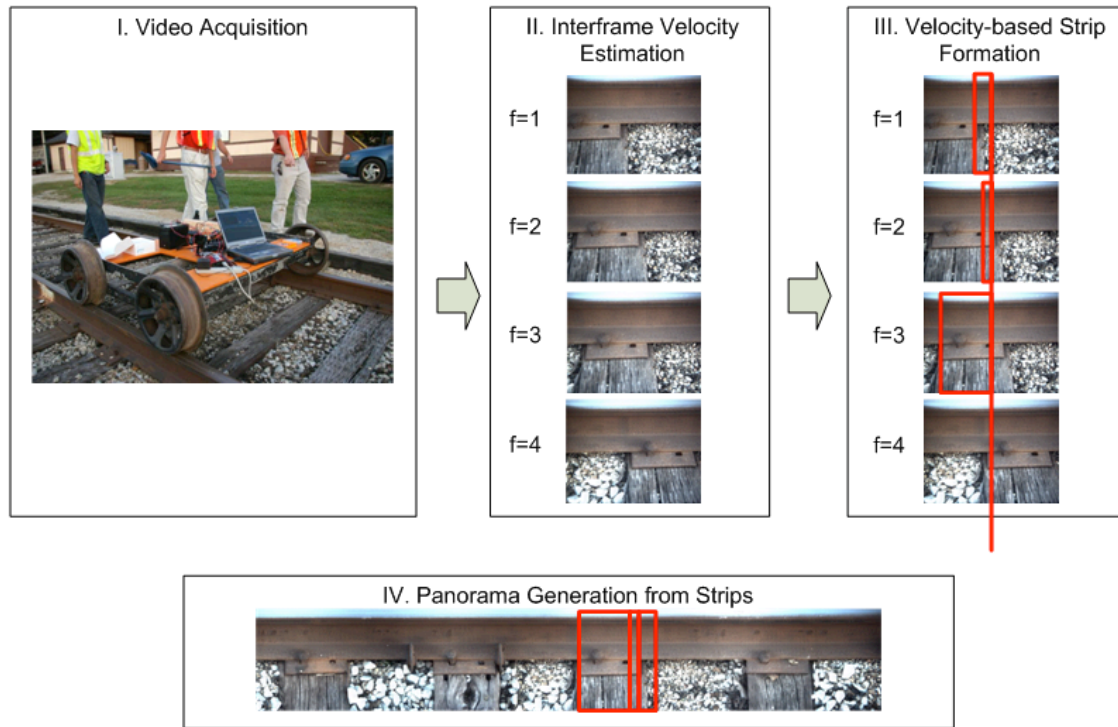 I. Video Acquisition
II. Interframe Velocity
Estimation
f=1
f=2
f=3
f=4
III. Velocity-based Strip
Formation
f=1
f=2
f=3
f=4
IV. Panorama Generation from Strips